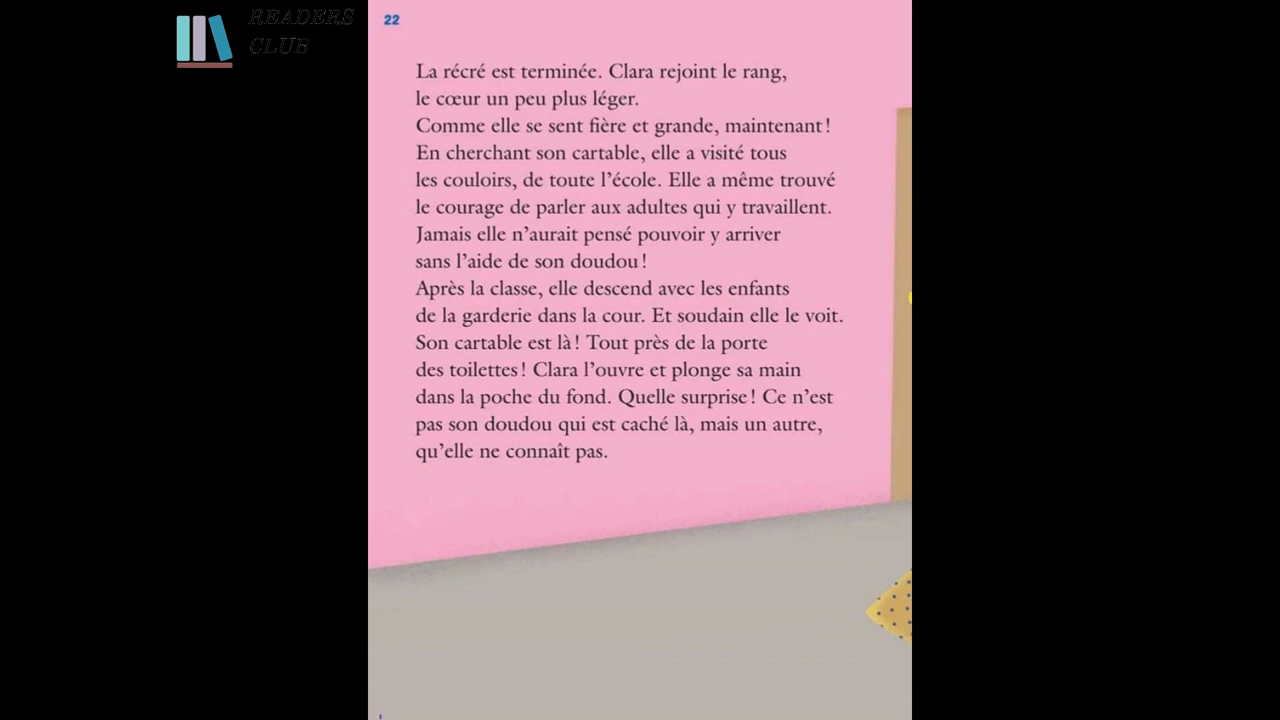 READERS
CLUB
22
La récré est terminée. Clara rejoint le rang,
le cœur un peu plus léger.
Comme elle se sent fière et grande, maintenant !
En cherchant son cartable, elle a visité tous
les couloirs, de toute l’école. Elle a même trouvé
le courage de parler aux adultes qui y travaillent.
Jamais elle n’aurait pensé pouvoir y arriver
sans l’aide de son doudou !
Après la classe, elle descend avec les enfants
de la garderie dans la cour. Et soudain elle le voit.
Son cartable est là ! Tout près de la porte
des toilettes ! Clara l’ouvre et plonge sa main
dans la poche du fond. Quelle surprise ! Ce n’est
pas son doudou qui est caché là, mais un autre,
qu’elle ne connaît pas.